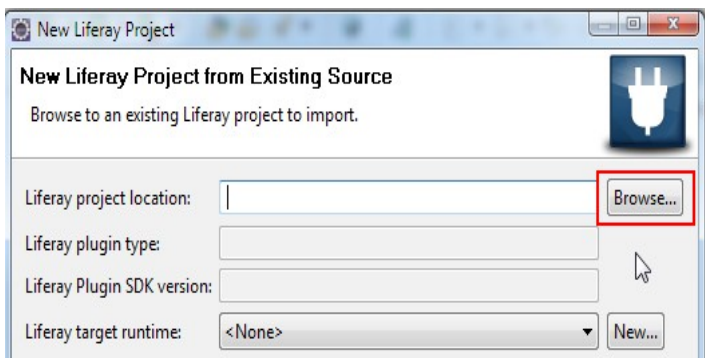 New Liferay Project
New Liferay Project from Existing Source
Browse to an existing Liferay project to import.
Liferay project location: Browse...
Liferay plugin type:
Liferay Plugin SDK version:
Liferay target runtime: <None> New...